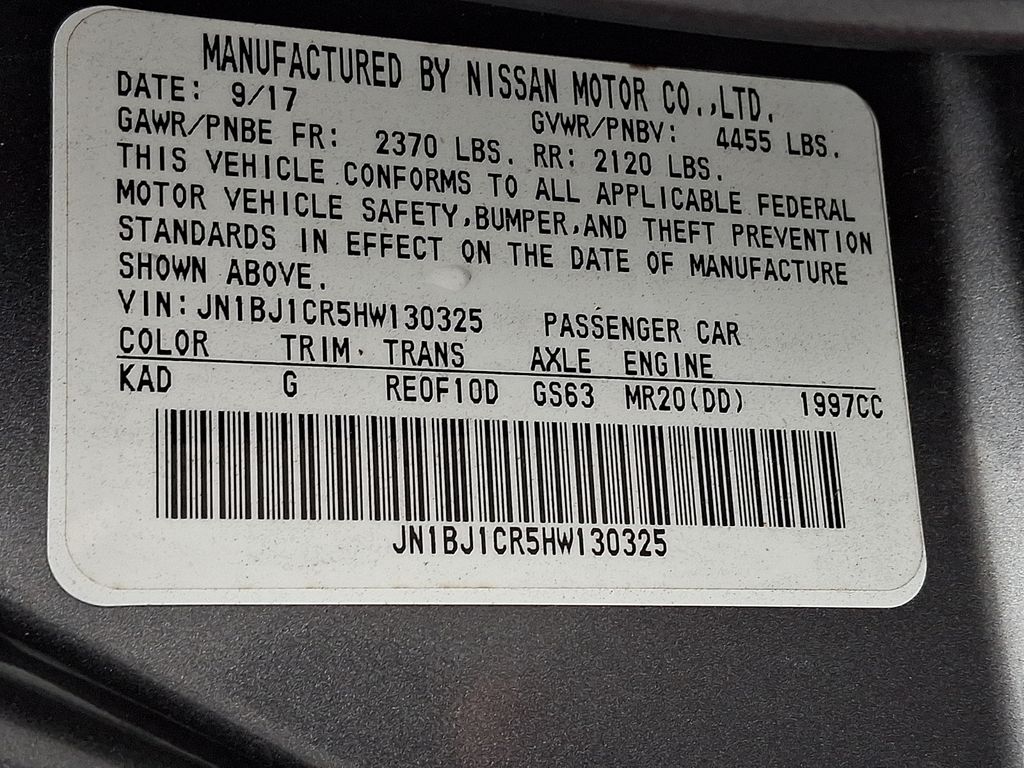 MANUFACTURED BY NISSAN MOTOR CO.,LTD.
DATE: 9/17 GVWR/PNBV: 4455 LBS.
GAWR/PNBE FR: 2370 LBS. RR: 2120 LBS.
THIS VEHICLE CONFORMS TO ALL APPLICABLE FEDERAL
MOTOR VEHICLE SAFETY,BUMPER,AND THEFT PREVENTION
STANDARDS IN EFFECT ON THE DATE OF MANUFACTURE
SHOWN ABOVE.
VIN:JN1BJ1CR5HW130325 PASSENGER CAR
COLOR TRIM TRANS AXLE ENGINE
KAD G RE0F10D GS63 MR20(DD) 1997CC
JN1BJ1CR5HW130325